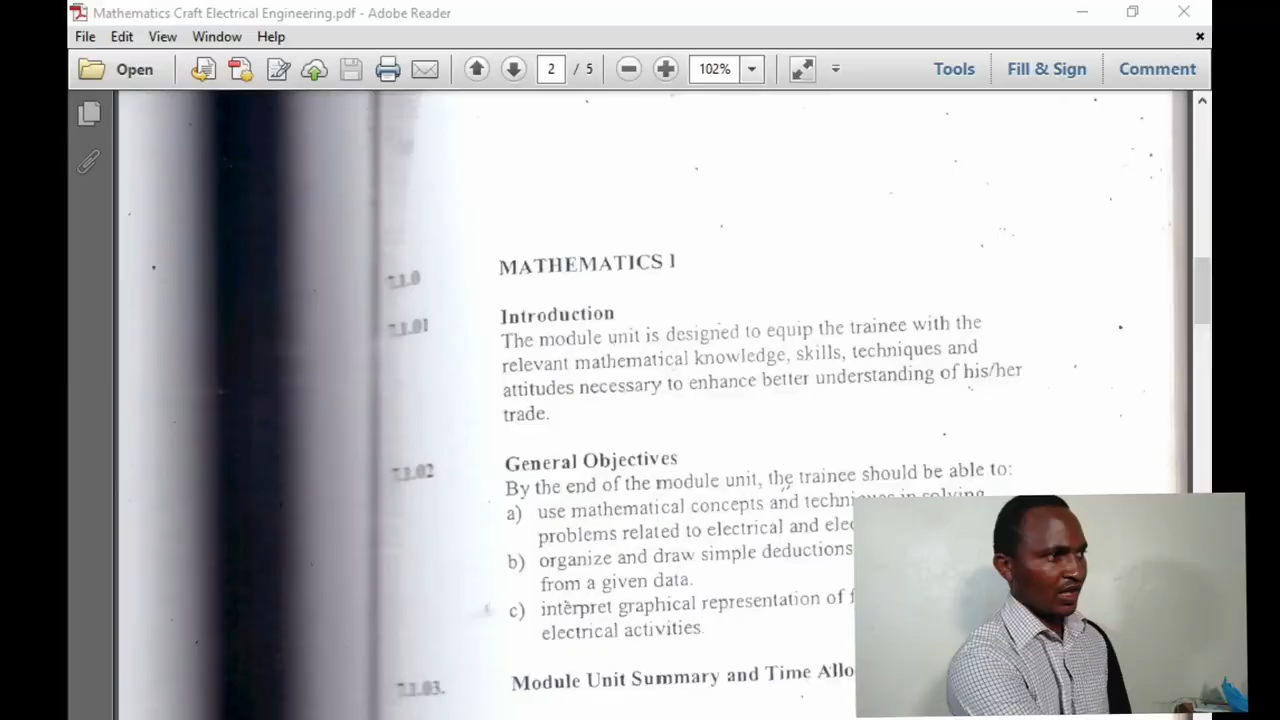 Mathematics Craft Electrical Engineering.pdf - Adobe Reader
File Edit View Window Help
Open 2 / 5 102% Tools Fill & Sign Comment
7.1.0 MATHEMATICS 1
7.1.01 Introduction
The module unit is designed to equip the trainee with the
relevant mathematical knowledge, skills, techniques and
attitudes necessary to enhance better understanding of his/her
trade.
7.1.02 General Objectives
By the end of the module unit, the trainee should be able to:
a) use mathematical concepts and techniques in solving
problems related to electrical and elec
b) organize and draw simple deductions
from a given data.
c) interpret graphical representation of f
electrical activities.
7.1.03. Module Unit Summary and Time Allo